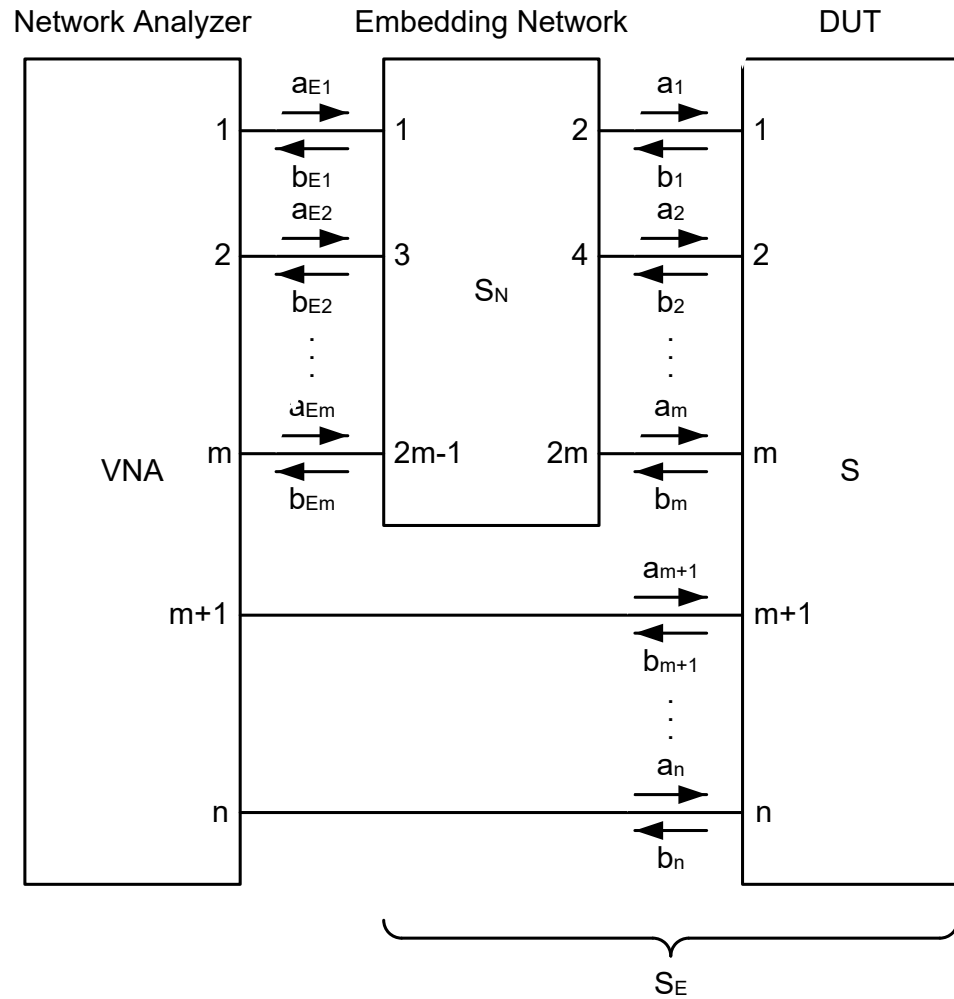 Network Analyzer Embedding Network DUT
aE1 a1
1 1 2 1
bE1 b1
aE2 a2
2 3 4 2
bE2 SN b2
aEm am
m 2m-1 2m m
VNA S
bEm bm
am+1
m+1 m+1
bm+1
an
n n
bn
SE